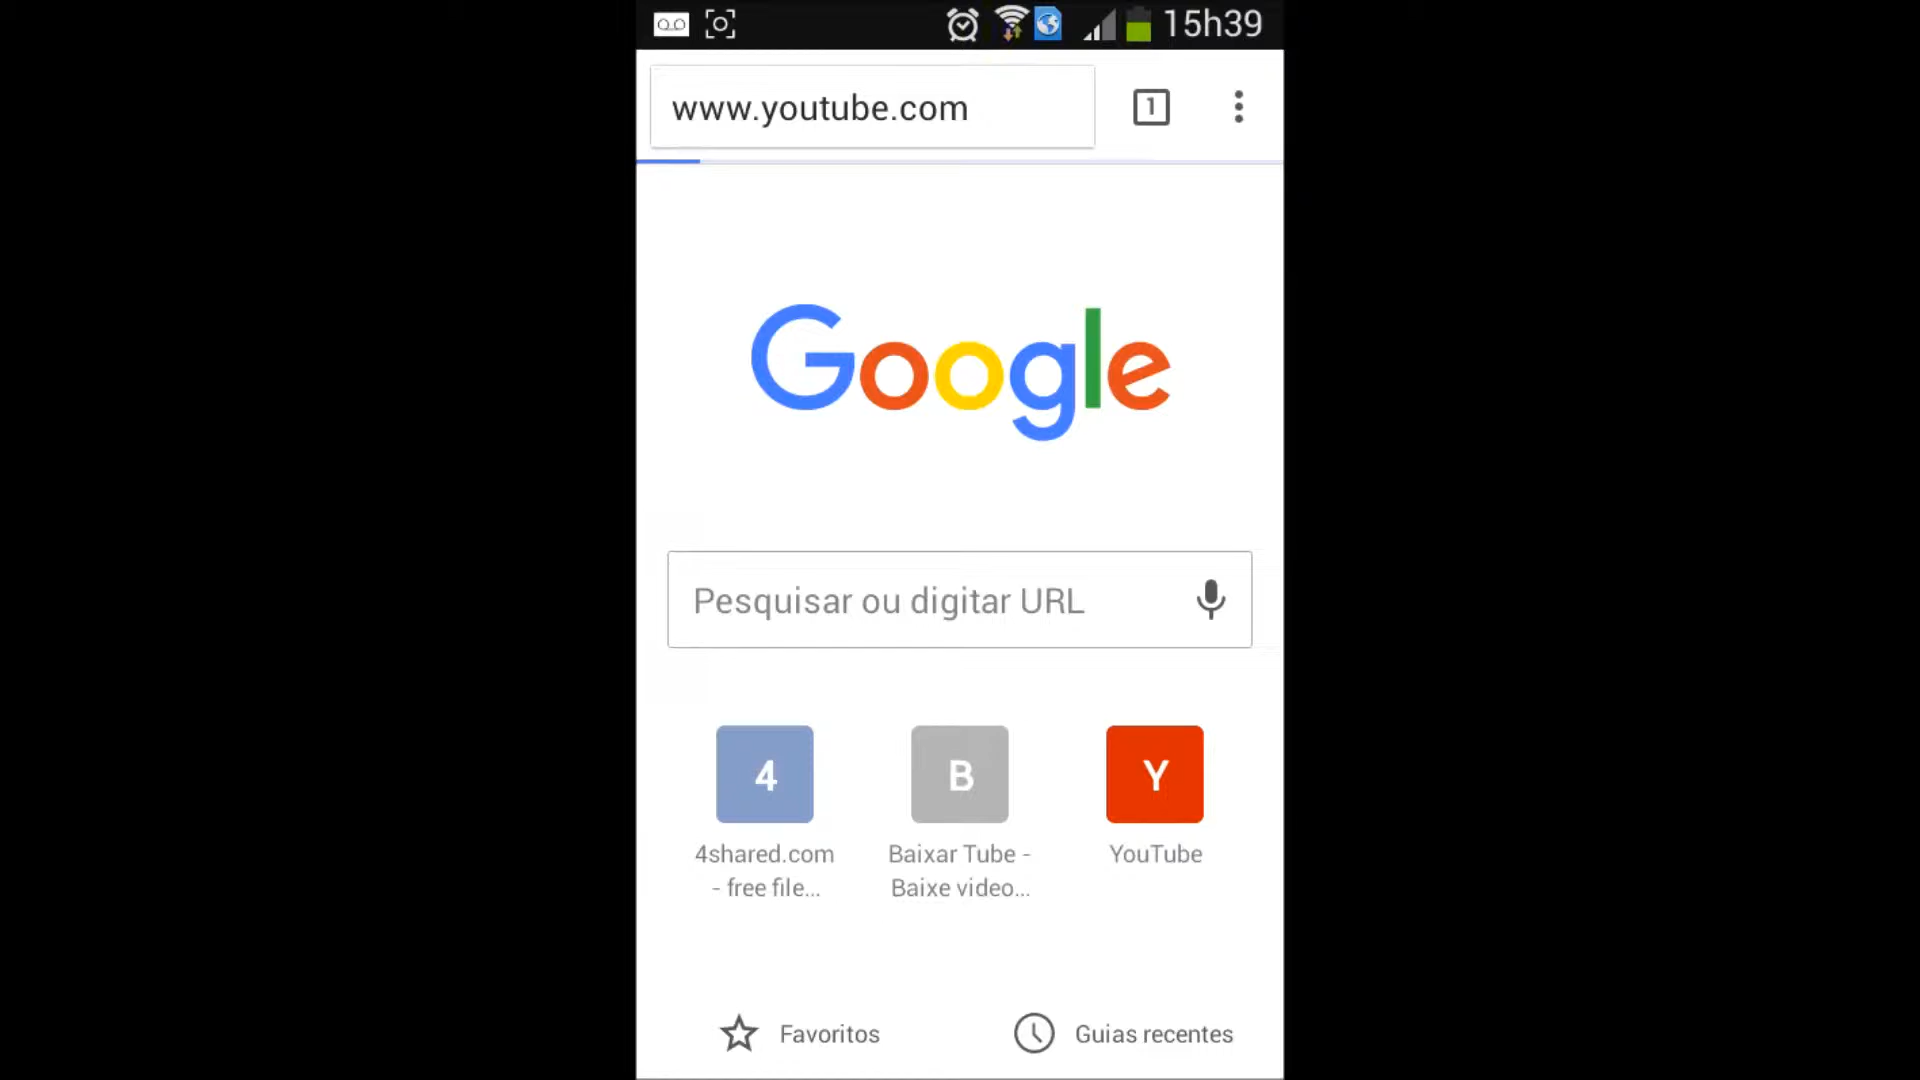 15h39
www.youtube.com
1
Google
Pesquisar ou digitar URL
4
B
Y
4shared.com
- free file...
Baixar Tube -
Baixe video...
YouTube
Favoritos
Guias recentes